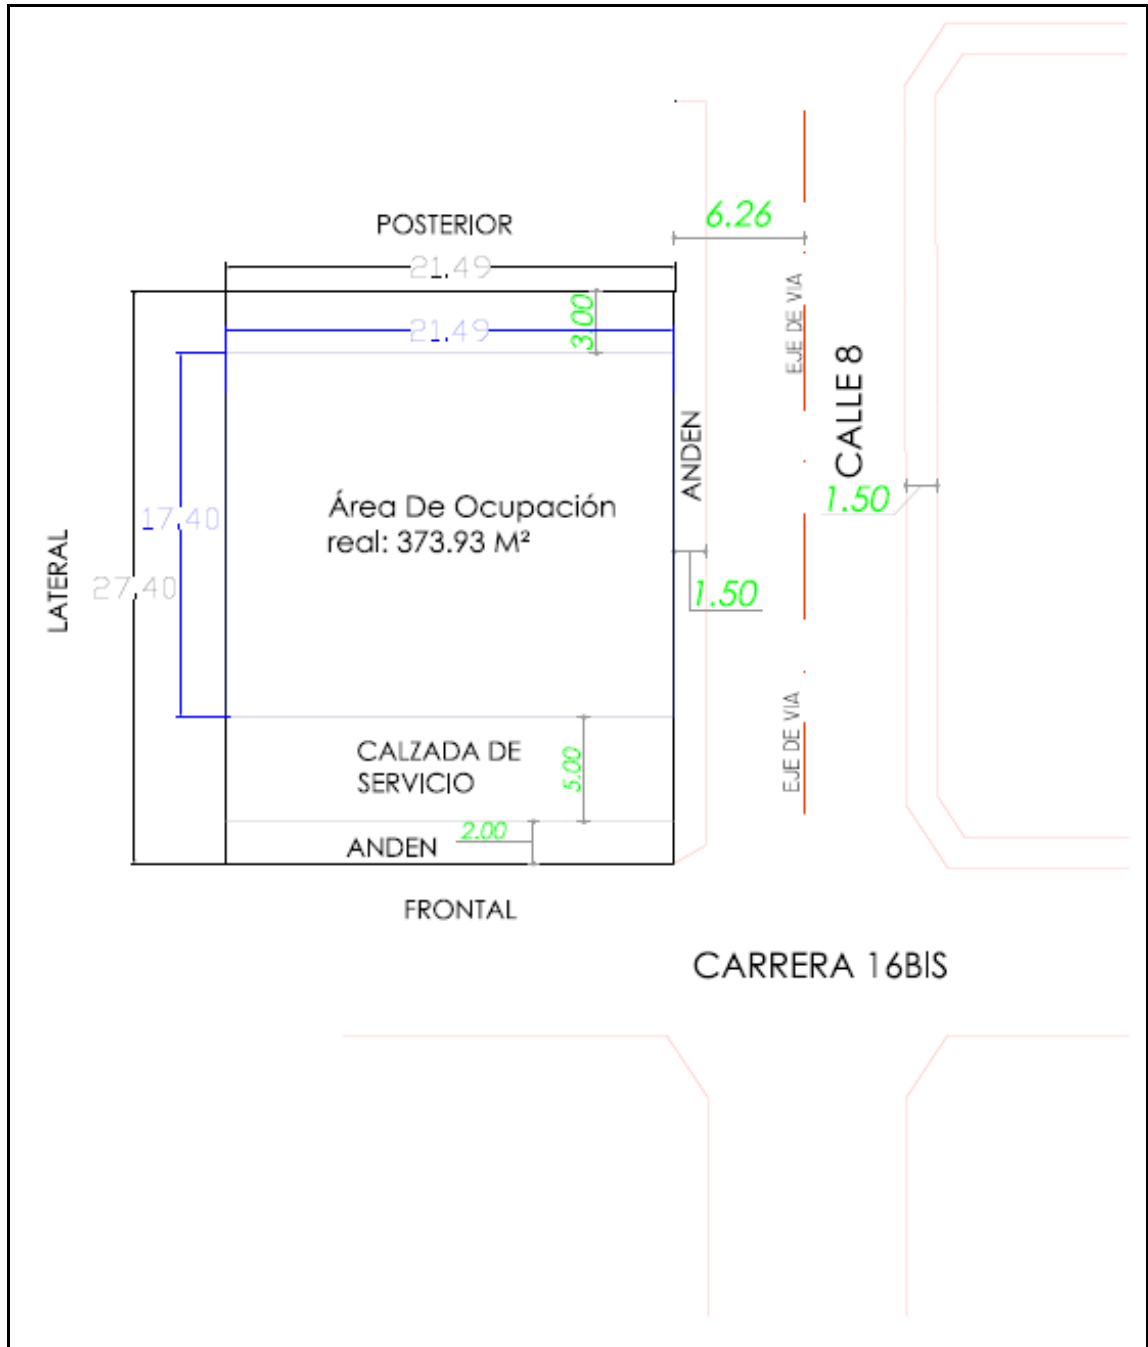 6.26
POSTERIOR
21.49
3.00
21.49
EJE DE VIA
CALLE 8
ANDEN
1.50
Área De Ocupación
real: 373.93 M²
17.40
27.40
LATERAL
1.50
EJE DE VIA
CALZADA DE
SERVICIO
5.00
2.00
ANDEN
FRONTAL
CARRERA 16BIS